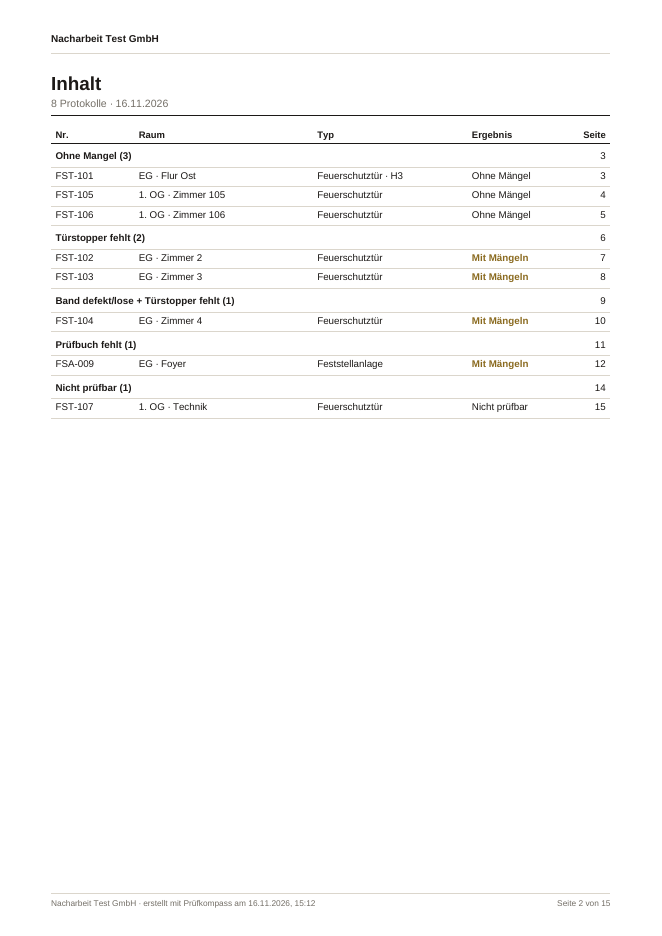 Nacharbeit Test GmbH
Inhalt
8 Protokolle · 16.11.2026
Nr. Raum Typ Ergebnis Seite
Ohne Mangel (3) 3
FST-101 EG · Flur Ost Feuerschutztür · H3 Ohne Mängel 3
FST-105 1. OG · Zimmer 105 Feuerschutztür Ohne Mängel 4
FST-106 1. OG · Zimmer 106 Feuerschutztür Ohne Mängel 5
Türstopper fehlt (2) 6
FST-102 EG · Zimmer 2 Feuerschutztür Mit Mängeln 7
FST-103 EG · Zimmer 3 Feuerschutztür Mit Mängeln 8
Band defekt/lose + Türstopper fehlt (1) 9
FST-104 EG · Zimmer 4 Feuerschutztür Mit Mängeln 10
Prüfbuch fehlt (1) 11
FSA-009 EG · Foyer Feststellanlage Mit Mängeln 12
Nicht prüfbar (1) 14
FST-107 1. OG · Technik Feuerschutztür Nicht prüfbar 15
Nacharbeit Test GmbH · erstellt mit Prüfkompass am 16.11.2026, 15:12 Seite 2 von 15